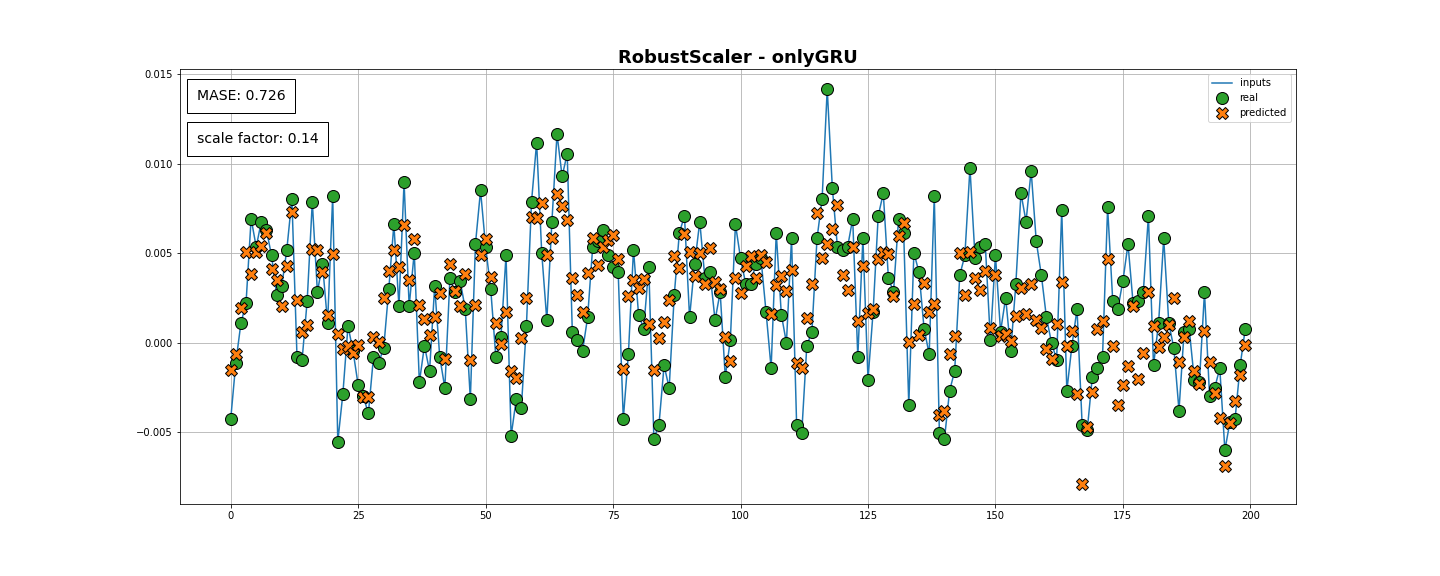 RobustScaler - onlyGRU
MASE: 0.726
scale factor: 0.14
inputs
real
predicted
0.015
0.010
0.005
0.000
−0.005
0 25 50 75 100 125 150 175 200